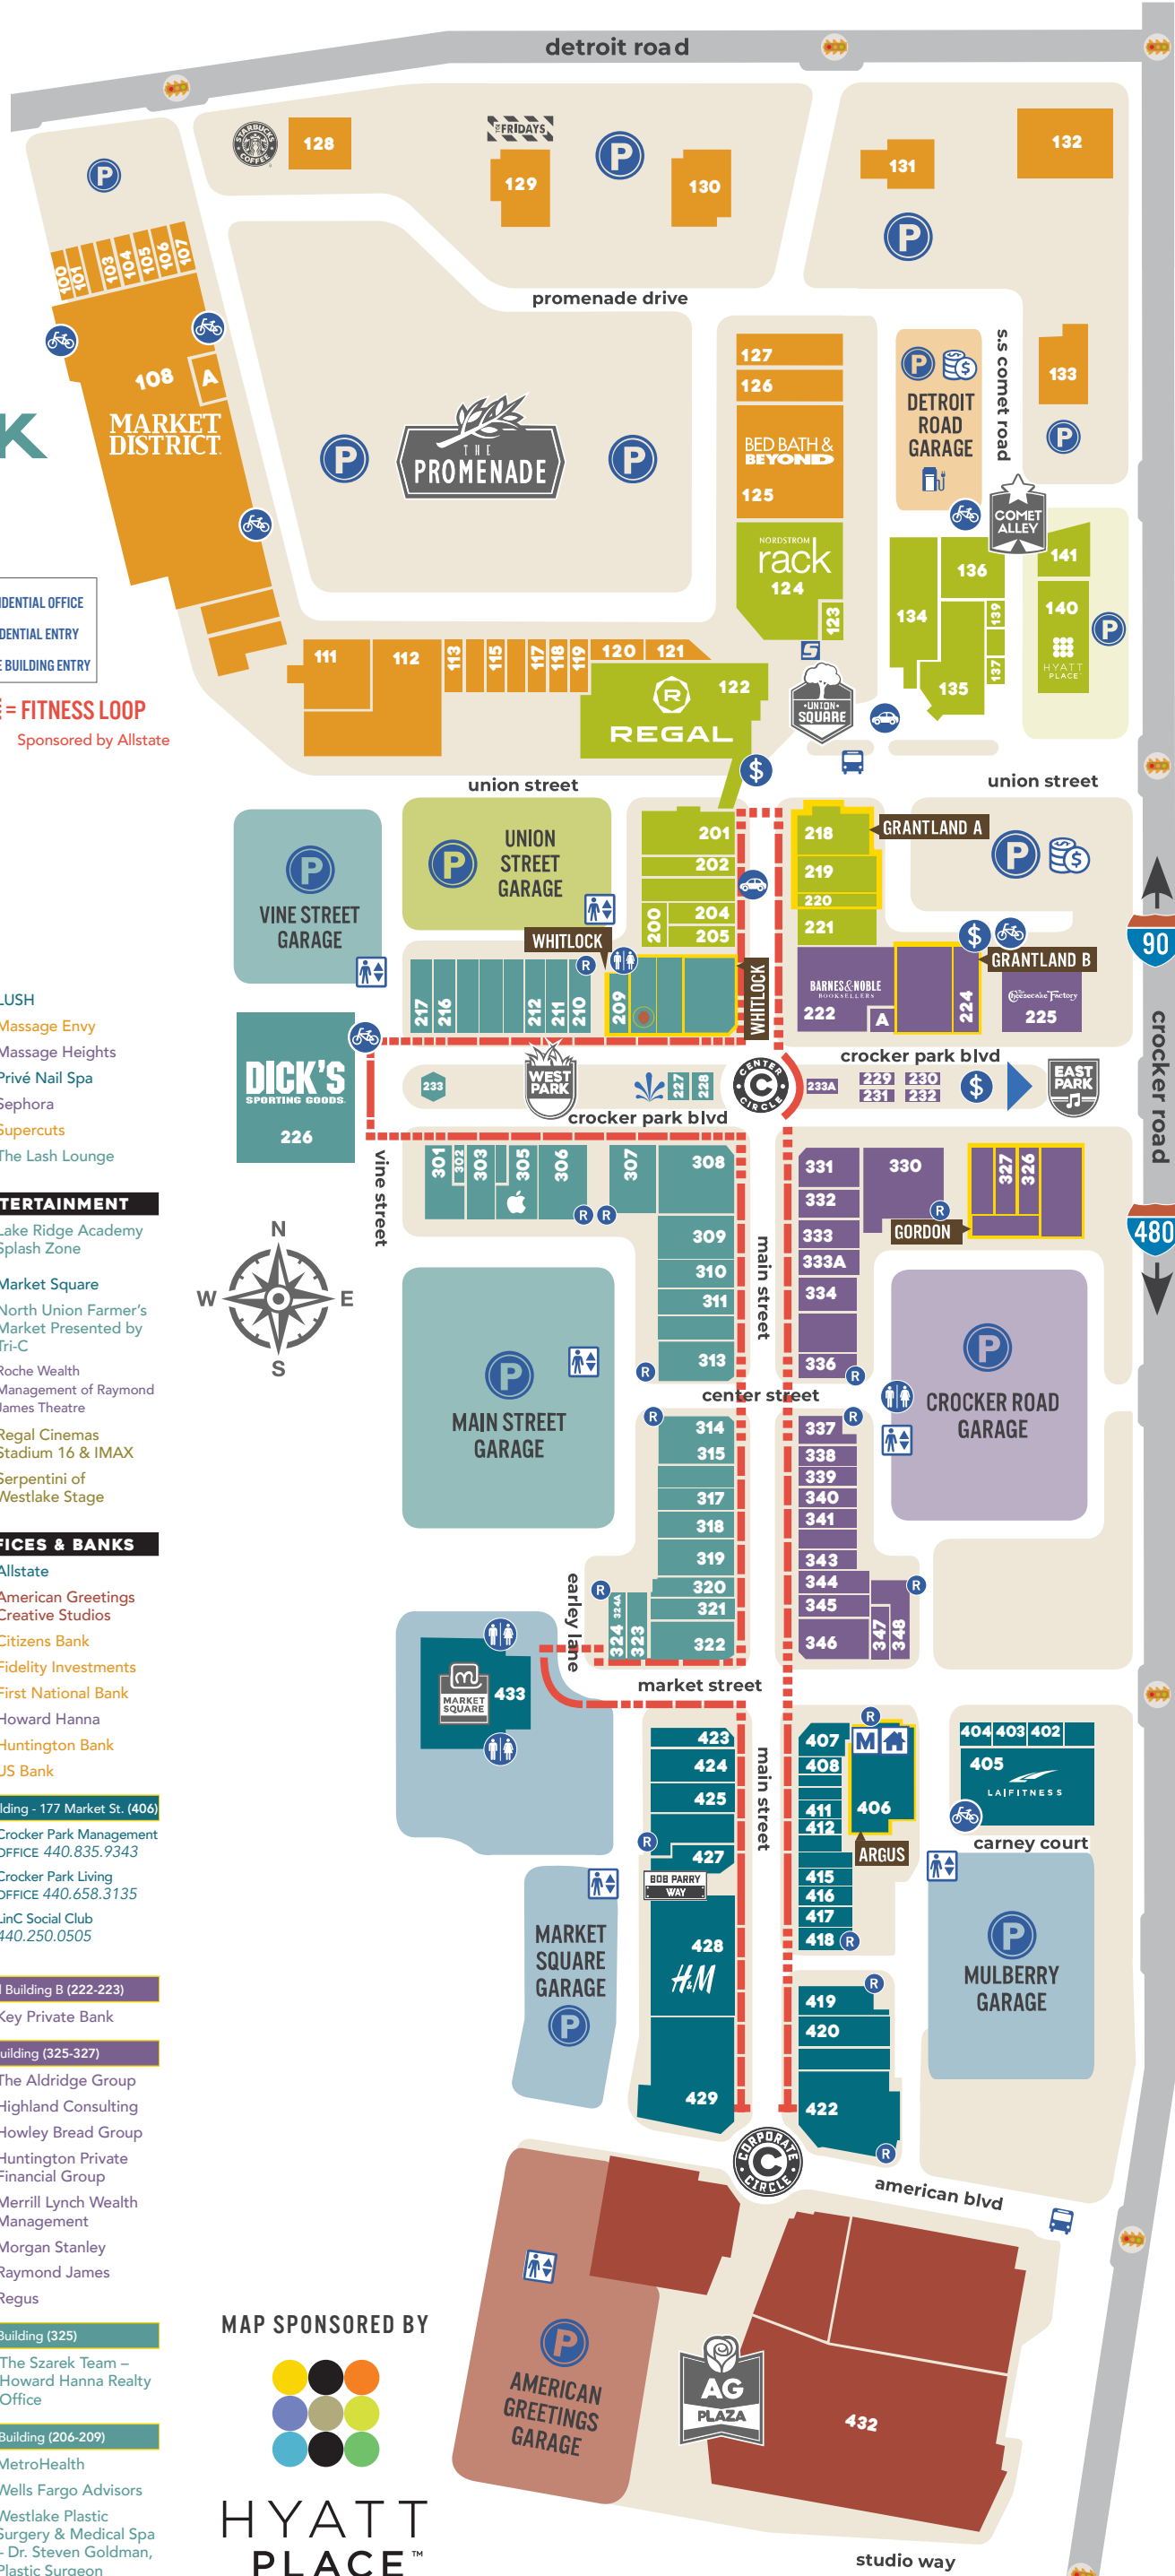 detroit road
STARBUCKS
COFFEE
128
FRIDAYS
129
P
130
131
132
P
P
100
101
103
104
105
106
107
promenade drive
108
A
MARKET
DISTRICT
K
P
THE
PROMENADE
P
127
126
BED BATH &
BEYOND
125
P
DETROIT
ROAD
GARAGE
s.s comet road
133
P
COMET
ALLEY
NORDSTROM
rack
124
123
S
134
136
139
137
135
141
140
HYATT
PLACE
P
DENTIAL OFFICE
DENTIAL ENTRY
E BUILDING ENTRY
= FITNESS LOOP
Sponsored by Allstate
111
112
113
115
117
118
119
120
121
R
122
REGAL
UNION
SQUARE
$
union street
union street
P
VINE STREET
GARAGE
P
UNION
STREET
GARAGE
201
202
200
204
205
218
219
220
221
GRANTLAND A
P
90
WHITLOCK
WHITLOCK
R
217
216
212
211
210
209
BARNES&NOBLE
BOOKSELLERS
222
A
224
$
GRANTLAND B
Cheesecake Factory
225
crocker road
LUSH
Massage Envy
Massage Heights
Privé Nail Spa
Sephora
Supercuts
The Lash Lounge
DICK'S
SPORTING GOODS
226
233
WEST
PARK
227
228
CENTER
C
CIRCLE
crocker park blvd
233A
229
230
231
232
$
EAST
PARK
crocker park blvd
vine street
301
302
303
305
306
R
R
307
308
309
310
311
313
R
main street
331
332
333
333A
334
336
R
330
R
GORDON
327
326
480
N
W
E
S
TERTAINMENT
Lake Ridge Academy
Splash Zone
Market Square
North Union Farmer's
Market Presented by
Tri-C
Roche Wealth
Management of Raymond
James Theatre
Regal Cinemas
Stadium 16 & IMAX
Serpentini of
Westlake Stage
P
MAIN STREET
GARAGE
center street
P
CROCKER ROAD
GARAGE
R
314
315
317
318
319
320
321
322
324A
324
323
R
R
337
338
339
340
341
343
344
345
346
347
348
R
earley lane
market street
FICES & BANKS
Allstate
American Greetings
Creative Studios
Citizens Bank
Fidelity Investments
First National Bank
Howard Hanna
Huntington Bank
US Bank
lding - 177 Market St. (406)
Crocker Park Management
OFFICE 440.835.9343
Crocker Park Living
OFFICE 440.658.3135
LinC Social Club
440.250.0505
l Building B (222-223)
Key Private Bank
uilding (325-327)
The Aldridge Group
Highland Consulting
Howley Bread Group
Huntington Private
Financial Group
Merrill Lynch Wealth
Management
Morgan Stanley
Raymond James
Regus
Building (325)
The Szarek Team –
Howard Hanna Realty
Office
Building (206-209)
MetroHealth
Wells Fargo Advisors
Westlake Plastic
Surgery & Medical Spa
- Dr. Steven Goldman,
Plastic Surgeon
m
MARKET
SQUARE
433
423
424
425
R
427
BOB PARRY
WAY
428
H&M
429
main street
407
408
411
412
415
416
417
418
R
R
M
406
ARGUS
404
403
402
405
LA|FITNESS
carney court
MARKET
SQUARE
GARAGE
P
P
MULBERRY
GARAGE
R
419
420
422
R
CORPORATE
C
CIRCLE
american blvd
P
AMERICAN
GREETINGS
GARAGE
AG
PLAZA
432
studio way
MAP SPONSORED BY
HYATT
PLACE™